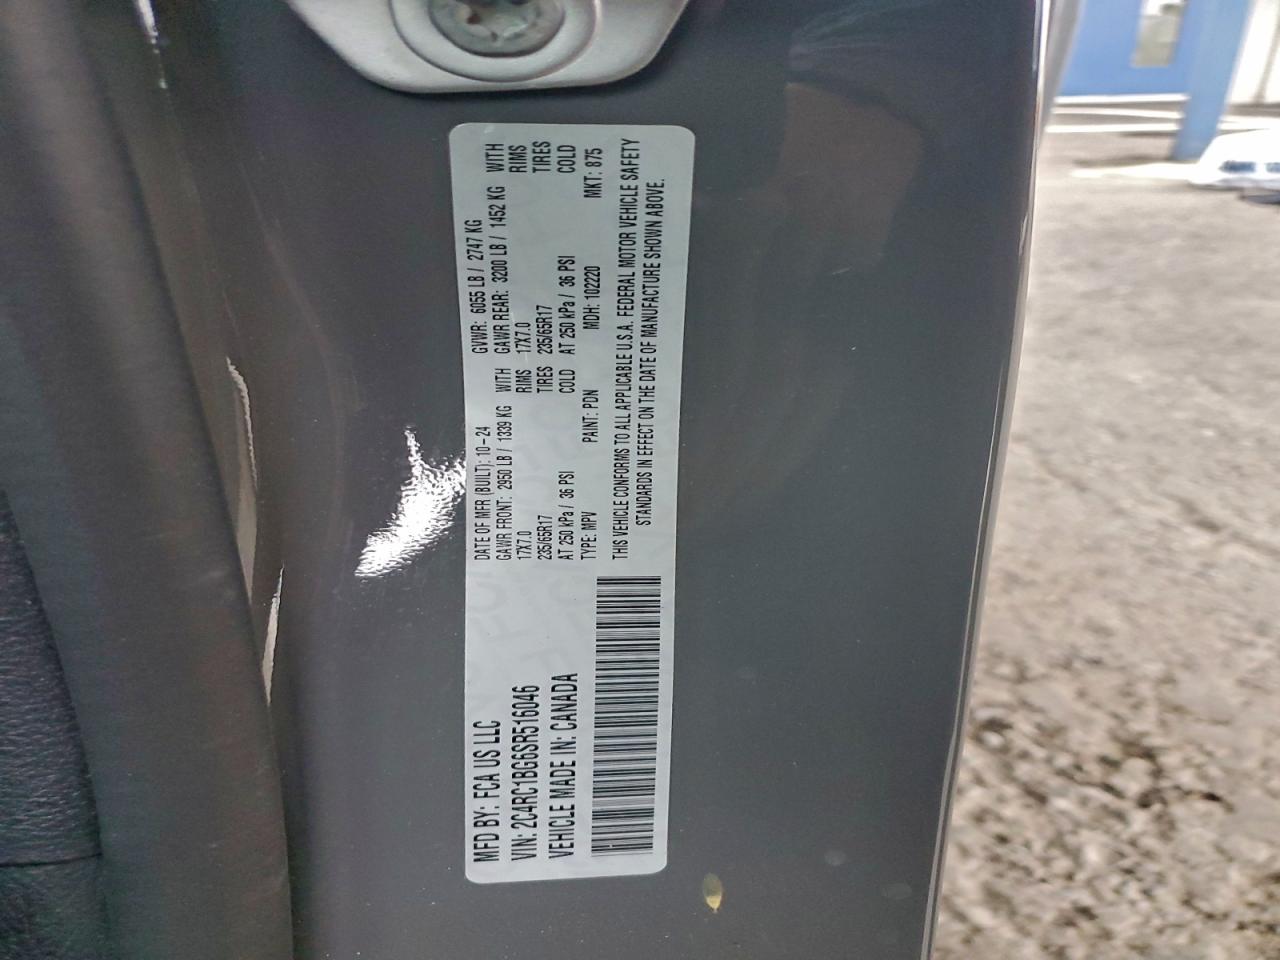 MFD BY: FCA US LLC
VIN: 2C4RC1BG6SR516046
VEHICLE MADE IN: CANADA
DATE OF MFR (BUILT): 10-24 GVWR: 6055 LB / 2747 KG
GAWR FRONT: 2950 LB / 1339 KG WITH GAWR REAR: 3200 LB / 1452 KG WITH
17X7.0 RIMS 17X7.0 RIMS
235/65R17 TIRES 235/65R17 TIRES
AT 250 kPa / 36 PSI COLD AT 250 kPa / 36 PSI COLD
TYPE: MPV PAINT: PDN MDH: 102220 MKT: 875
THIS VEHICLE CONFORMS TO ALL APPLICABLE U.S.A. FEDERAL MOTOR VEHICLE SAFETY
STANDARDS IN EFFECT ON THE DATE OF MANUFACTURE SHOWN ABOVE.